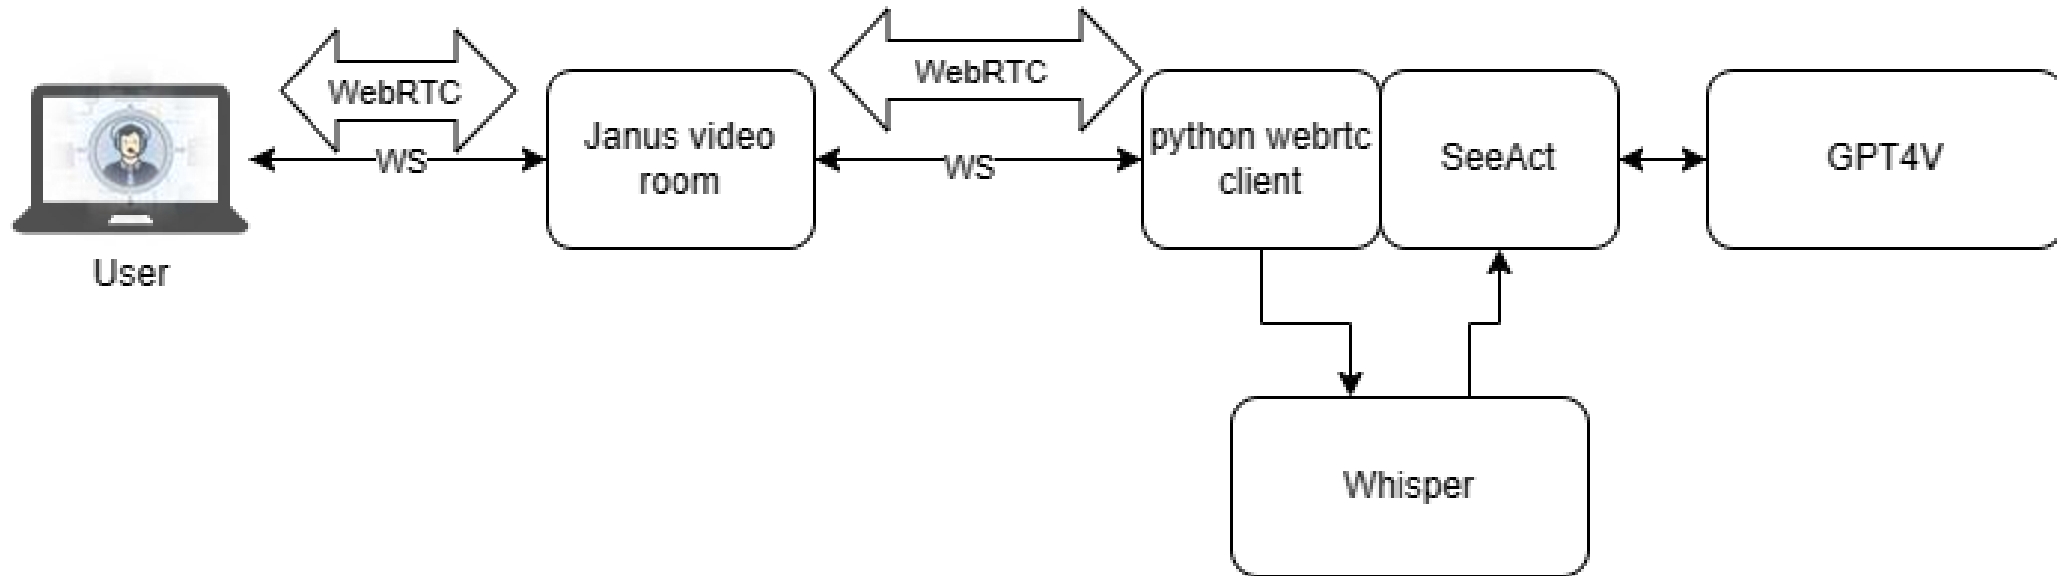 WebRTC
WebRTC
WS
WS
Janus video
room
python webrtc
client
SeeAct
GPT4V
User
Whisper